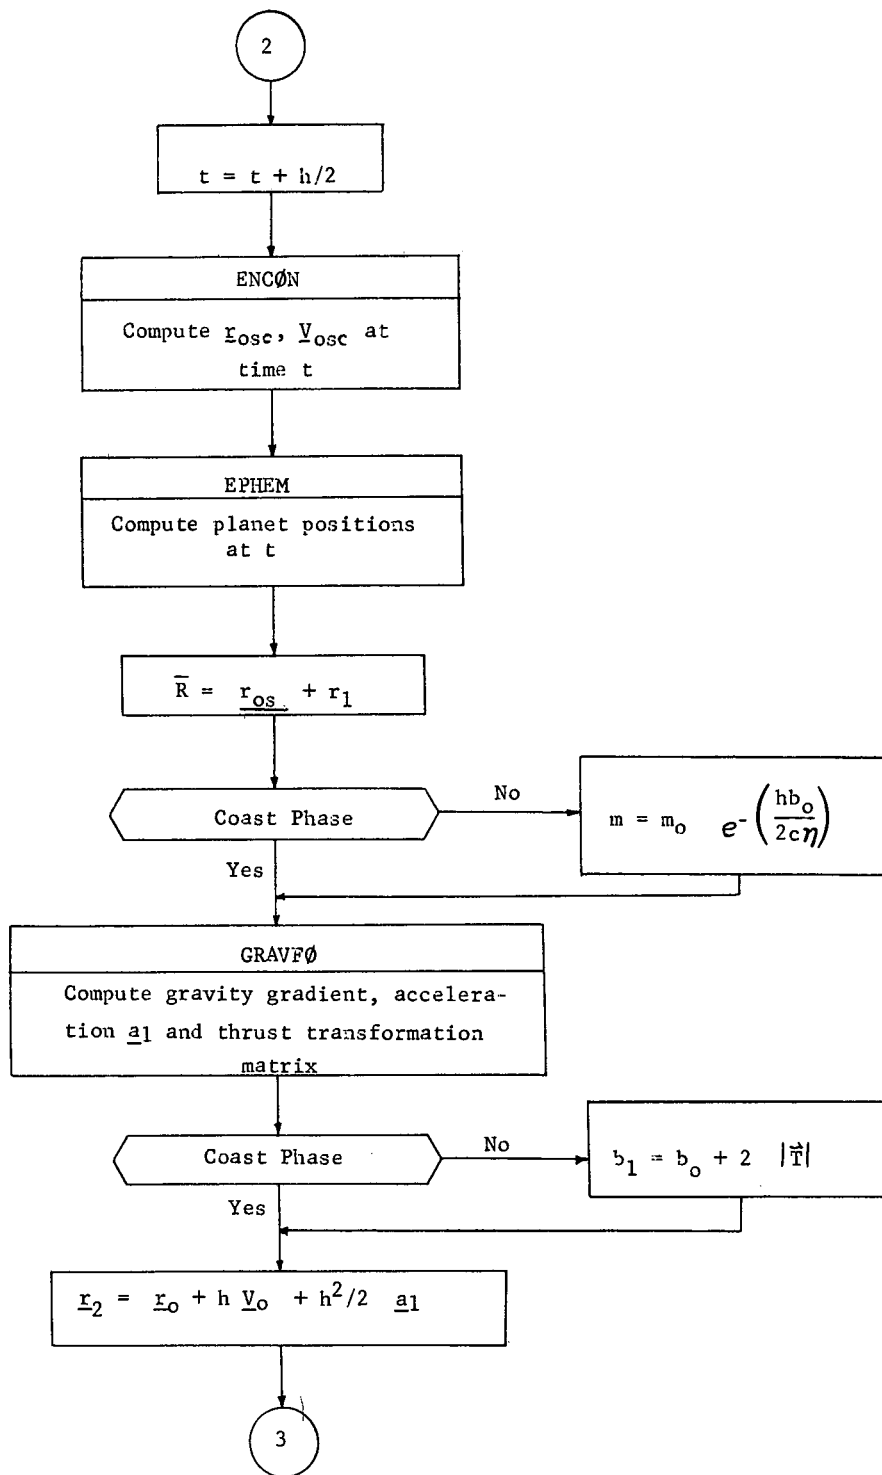 2
t = t + h/2
ENCØN
Compute r_osc, V_osc at
time t
EPHEM
Compute planet positions
at t
R̅ = r_os + r_1
Coast Phase
No
m = m_o e^-(hb_o/2cη)
Yes
GRAVFØ
Compute gravity gradient, accelera-
tion a1 and thrust transformation
matrix
Coast Phase
No
b_1 = b_o + 2 |T⃗|
Yes
r_2 = r_o + h V_o + h^2/2 a1
3